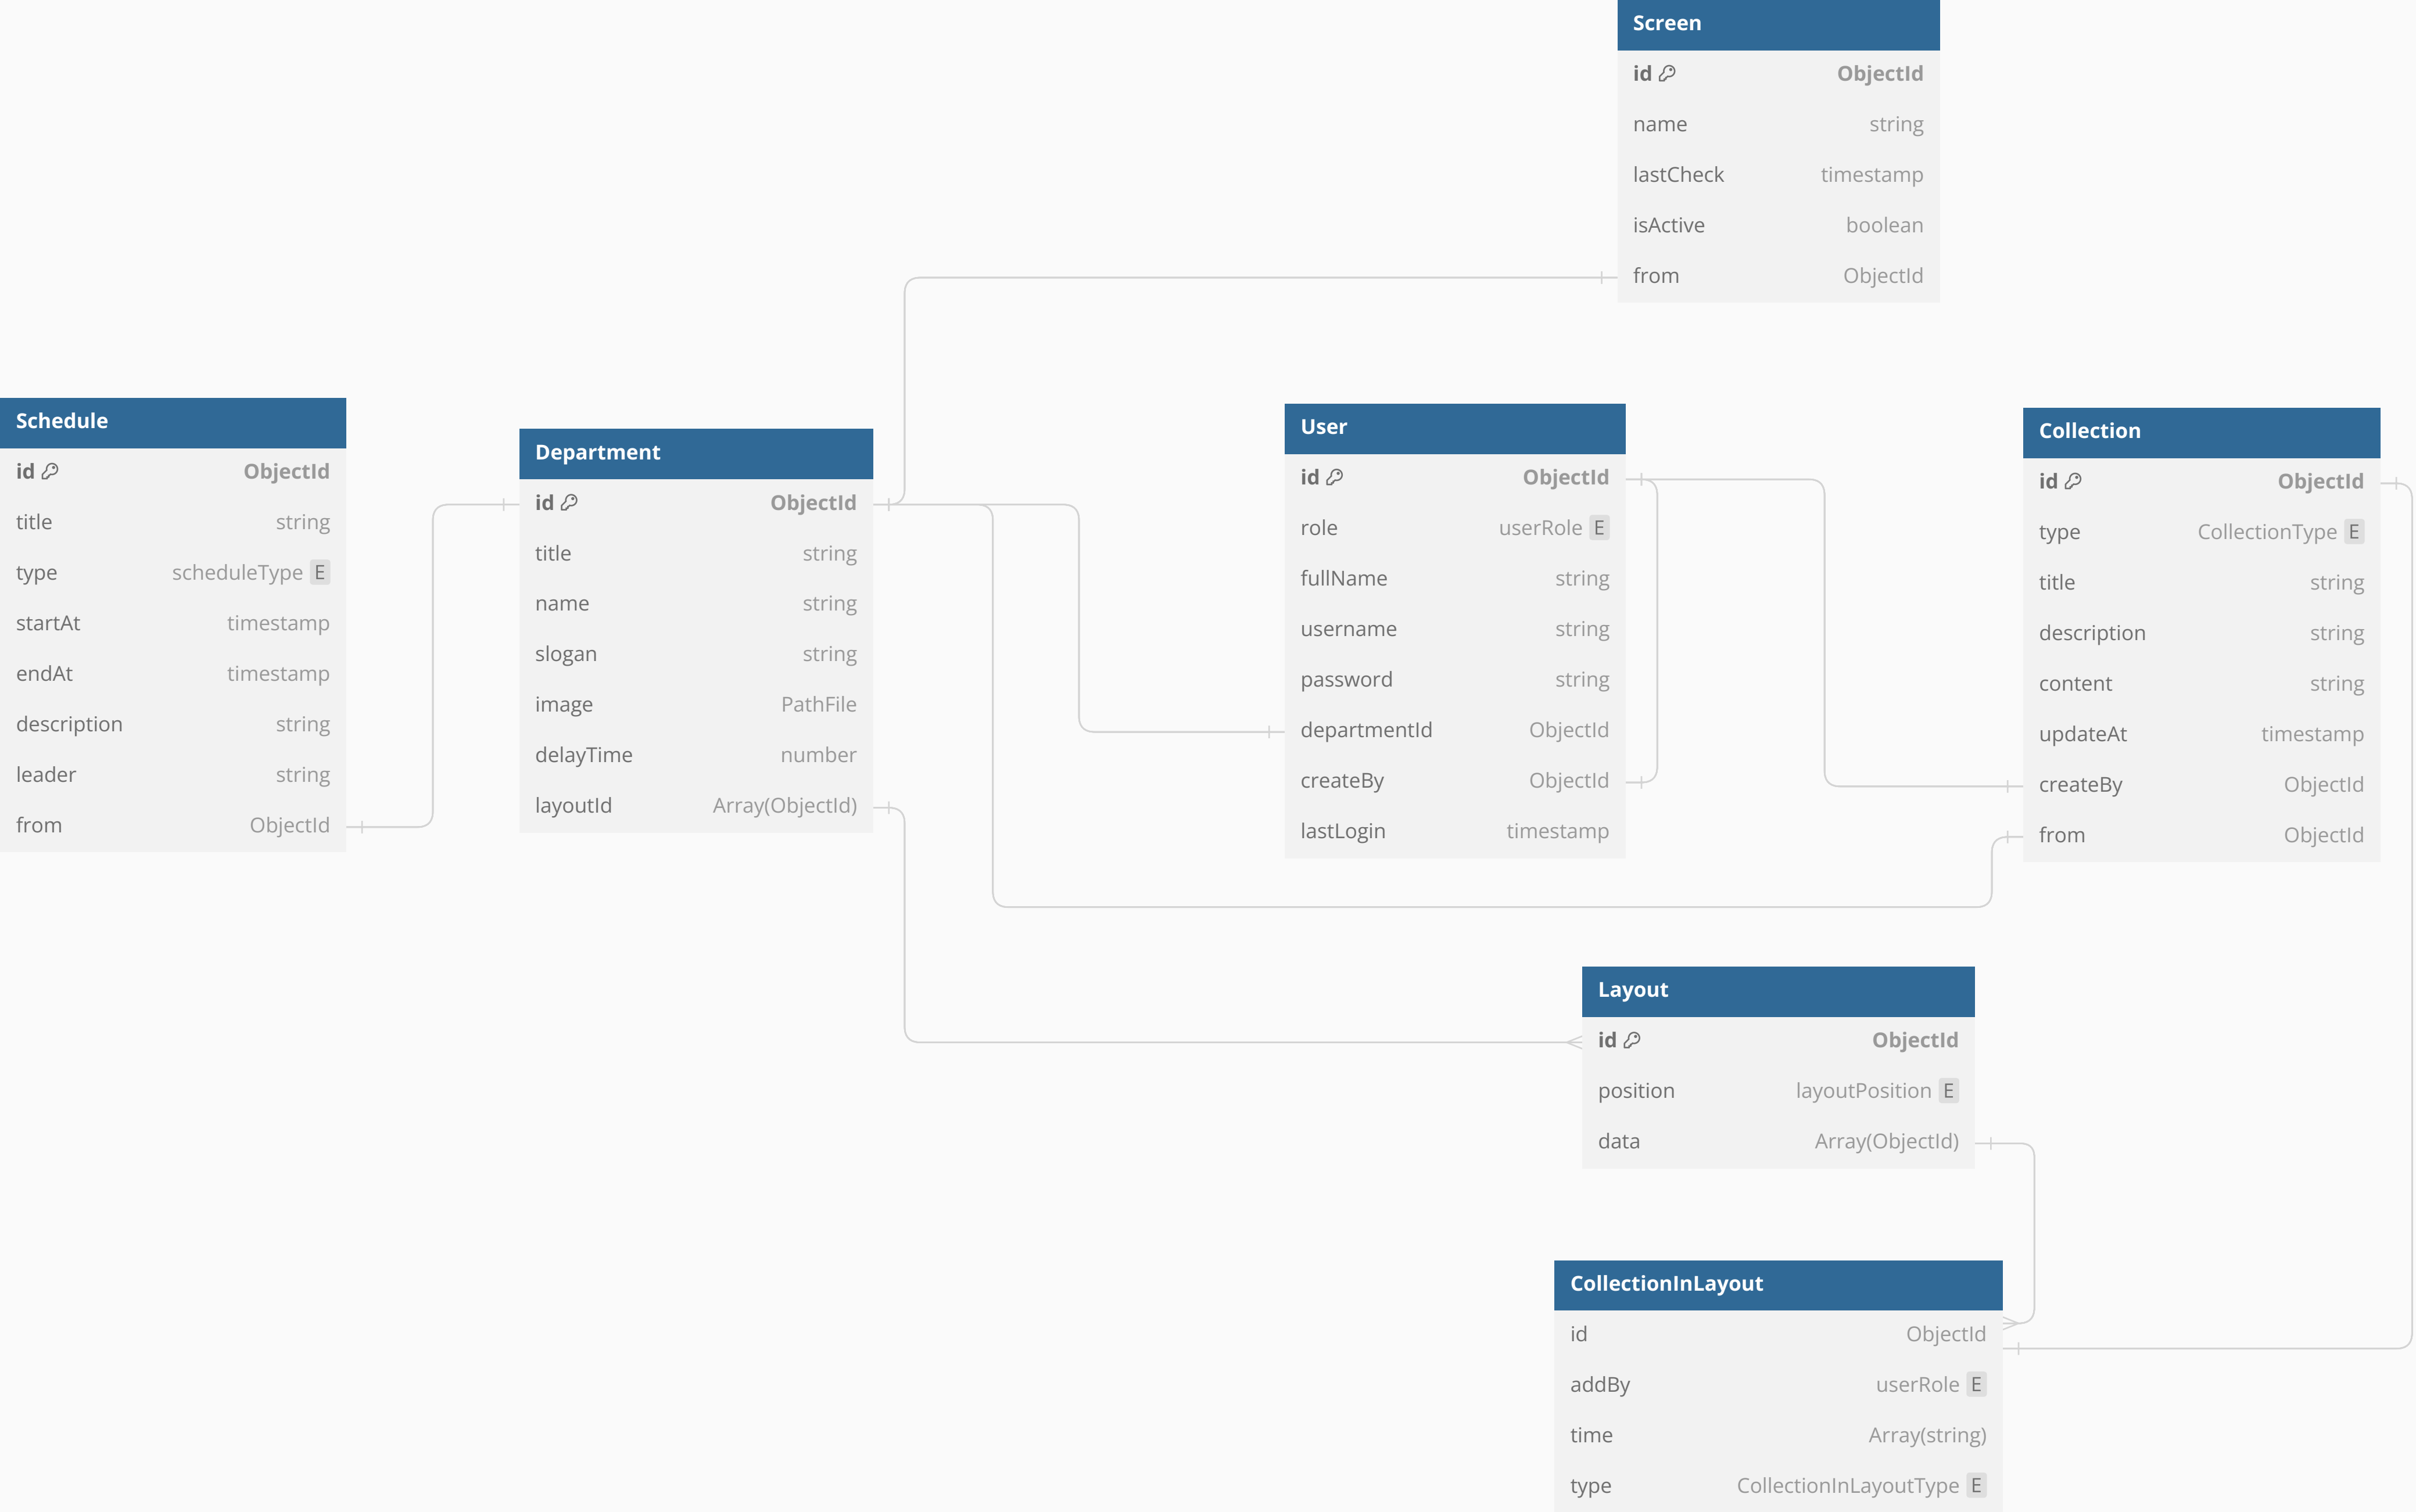 Screen
id ObjectId
name string
lastCheck timestamp
isActive boolean
from ObjectId
Schedule
id ObjectId
title string
type scheduleType E
startAt timestamp
endAt timestamp
description string
leader string
from ObjectId
Department
id ObjectId
title string
name string
slogan string
image PathFile
delayTime number
layoutId Array(ObjectId)
User
id ObjectId
role userRole E
fullName string
username string
password string
departmentId ObjectId
createBy ObjectId
lastLogin timestamp
Collection
id ObjectId
type CollectionType E
title string
description string
content string
updateAt timestamp
createBy ObjectId
from ObjectId
Layout
id ObjectId
position layoutPosition E
data Array(ObjectId)
CollectionInLayout
id ObjectId
addBy userRole E
time Array(string)
type CollectionInLayoutType E